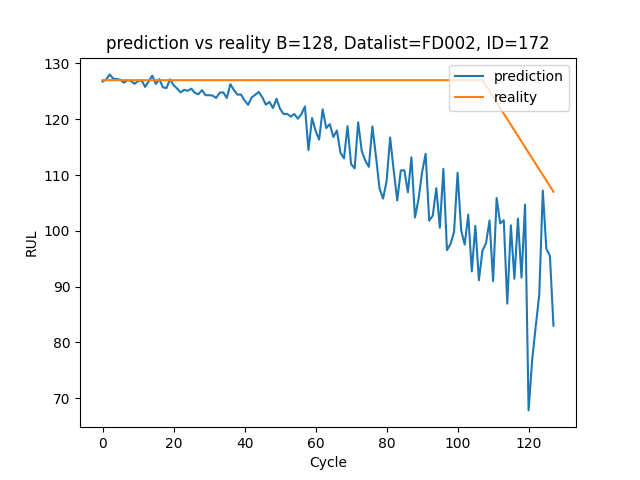 prediction vs reality B=128, Datalist=FD002, ID=172
130
120
110
100
90
80
70
RUL
prediction
reality
0 20 40 60 80 100 120
Cycle